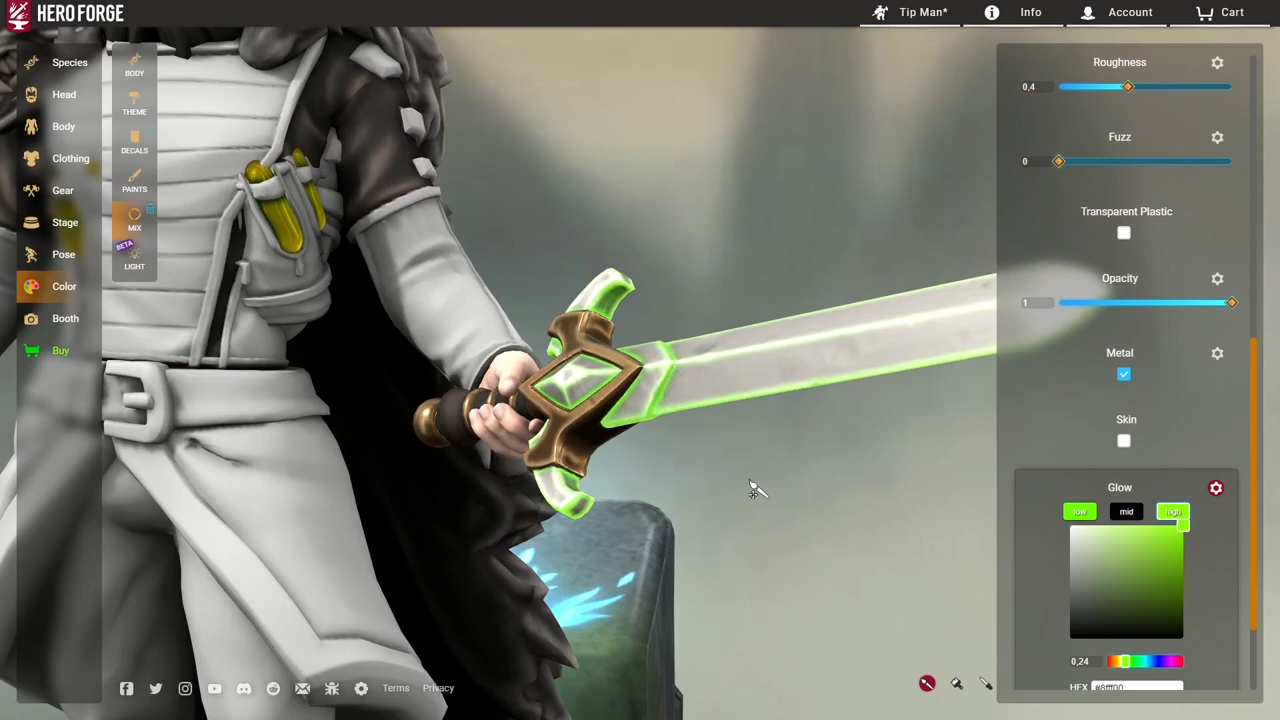 HERO FORGE
Tip Man*
Info
Account
Cart
Species
Head
Body
Clothing
Gear
Stage
Pose
Color
Booth
Buy
BODY
THEME
DECALS
PAINTS
MIX
BETA
LIGHT
Roughness
0,4
Fuzz
0
Transparent Plastic
Opacity
1
Metal
Skin
Glow
low mid high
0,24
HEX #8fff00
Terms Privacy